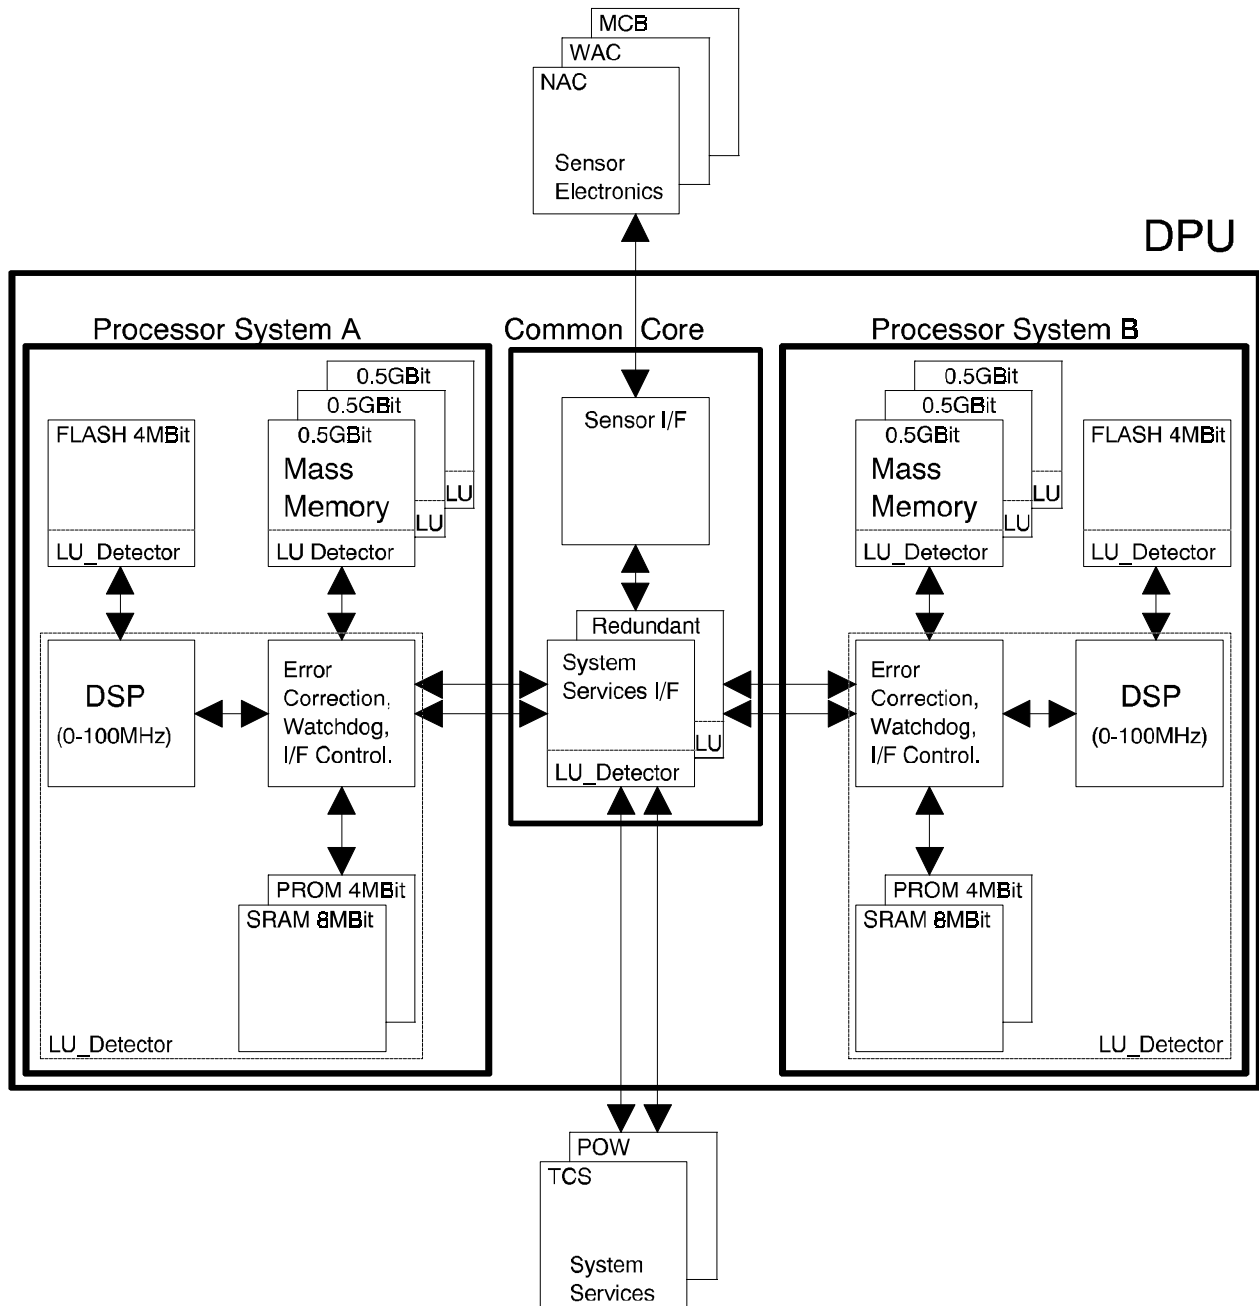 MCB
WAC
NAC
Sensor
Electronics
DPU
Processor System A
Common Core
Processor System B
0.5GBit
0.5GBit
0.5GBit
Mass
Memory
LU
LU
LU Detector
FLASH 4MBit
LU_Detector
Sensor I/F
0.5GBit
0.5GBit
0.5GBit
Mass
Memory
LU
LU
LU_Detector
FLASH 4MBit
LU_Detector
DSP
(0-100MHz)
Error
Correction,
Watchdog,
I/F Control.
Redundant
System
Services I/F
LU
LU_Detector
Error
Correction,
Watchdog,
I/F Control.
DSP
(0-100MHz)
PROM 4MBit
SRAM 8MBit
LU_Detector
PROM 4MBit
SRAM 8MBit
LU_Detector
POW
TCS
System
Services